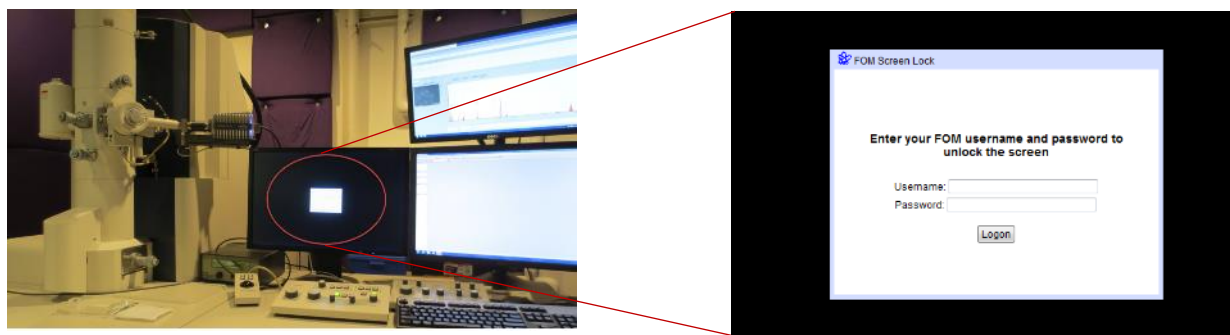 FOM Screen Lock
Enter your FOM username and password to
unlock the screen
Username:
Password:
Logon